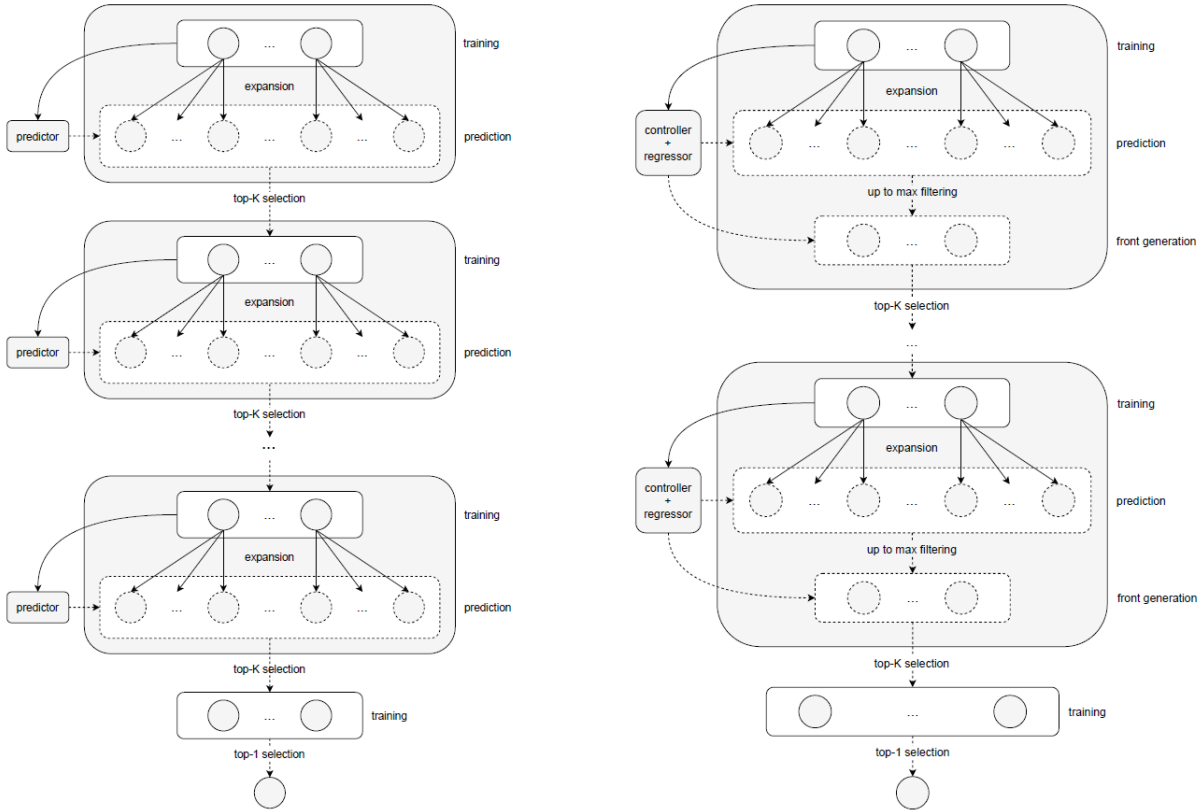 ...
training
expansion
predictor
... ... ...
prediction
top-K selection
...
training
expansion
predictor
... ... ...
prediction
top-K selection
...
...
training
expansion
predictor
... ... ...
prediction
top-K selection
...
training
top-1 selection
...
training
expansion
controller
+
regressor
... ... ...
prediction
up to max filtering
...
front generation
top-K selection
...
...
training
expansion
controller
+
regressor
... ... ...
prediction
up to max filtering
...
front generation
top-K selection
...
training
top-1 selection